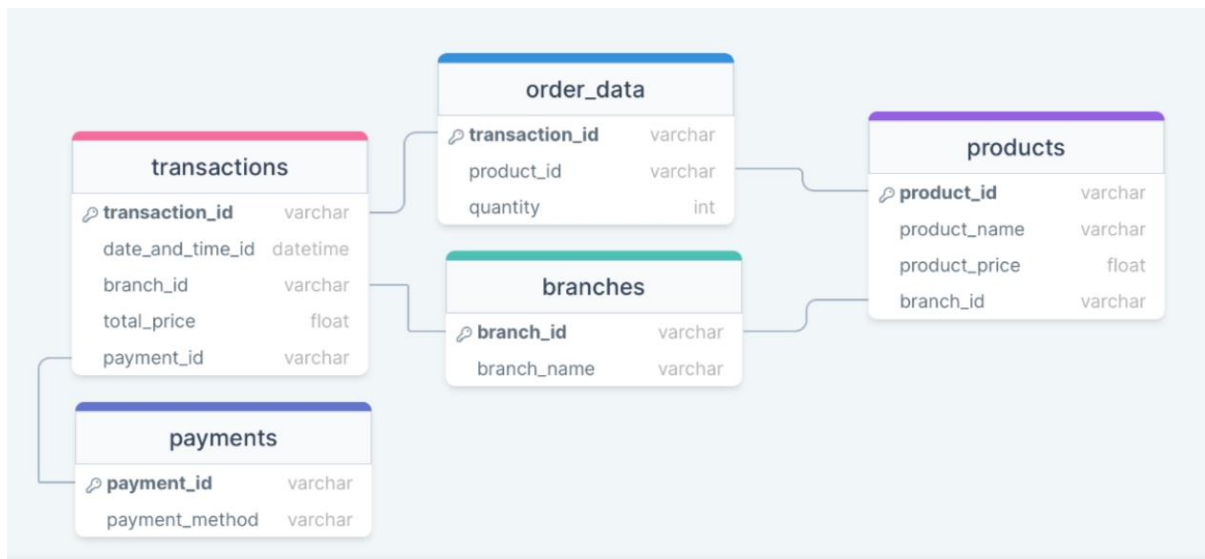 transactions
transaction_id varchar
date_and_time_id datetime
branch_id varchar
total_price float
payment_id varchar
payments
payment_id varchar
payment_method varchar
order_data
transaction_id varchar
product_id varchar
quantity int
branches
branch_id varchar
branch_name varchar
products
product_id varchar
product_name varchar
product_price float
branch_id varchar